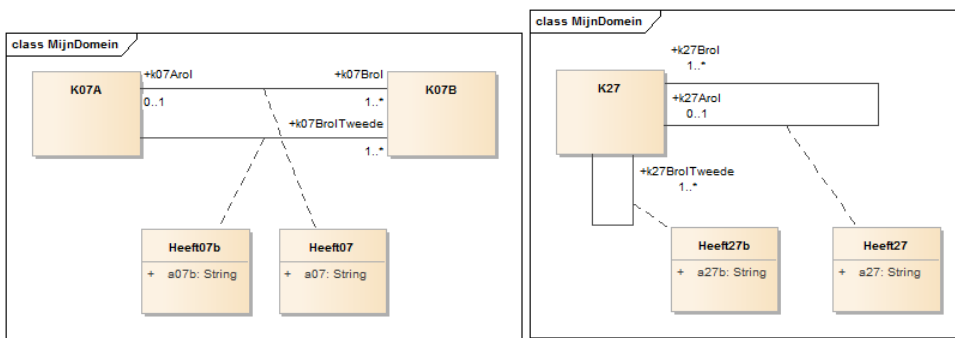 class MijnDomein
K07A
+k07Arol
0..1
+k07Brol
1..*
+k07BrolTweede
1..*
K07B
Heeft07b
+ a07b: String
Heeft07
+ a07: String
class MijnDomein
K27
+k27Brol
1..*
+k27Arol
0..1
+k27BrolTweede
1..*
Heeft27b
+ a27b: String
Heeft27
+ a27: String